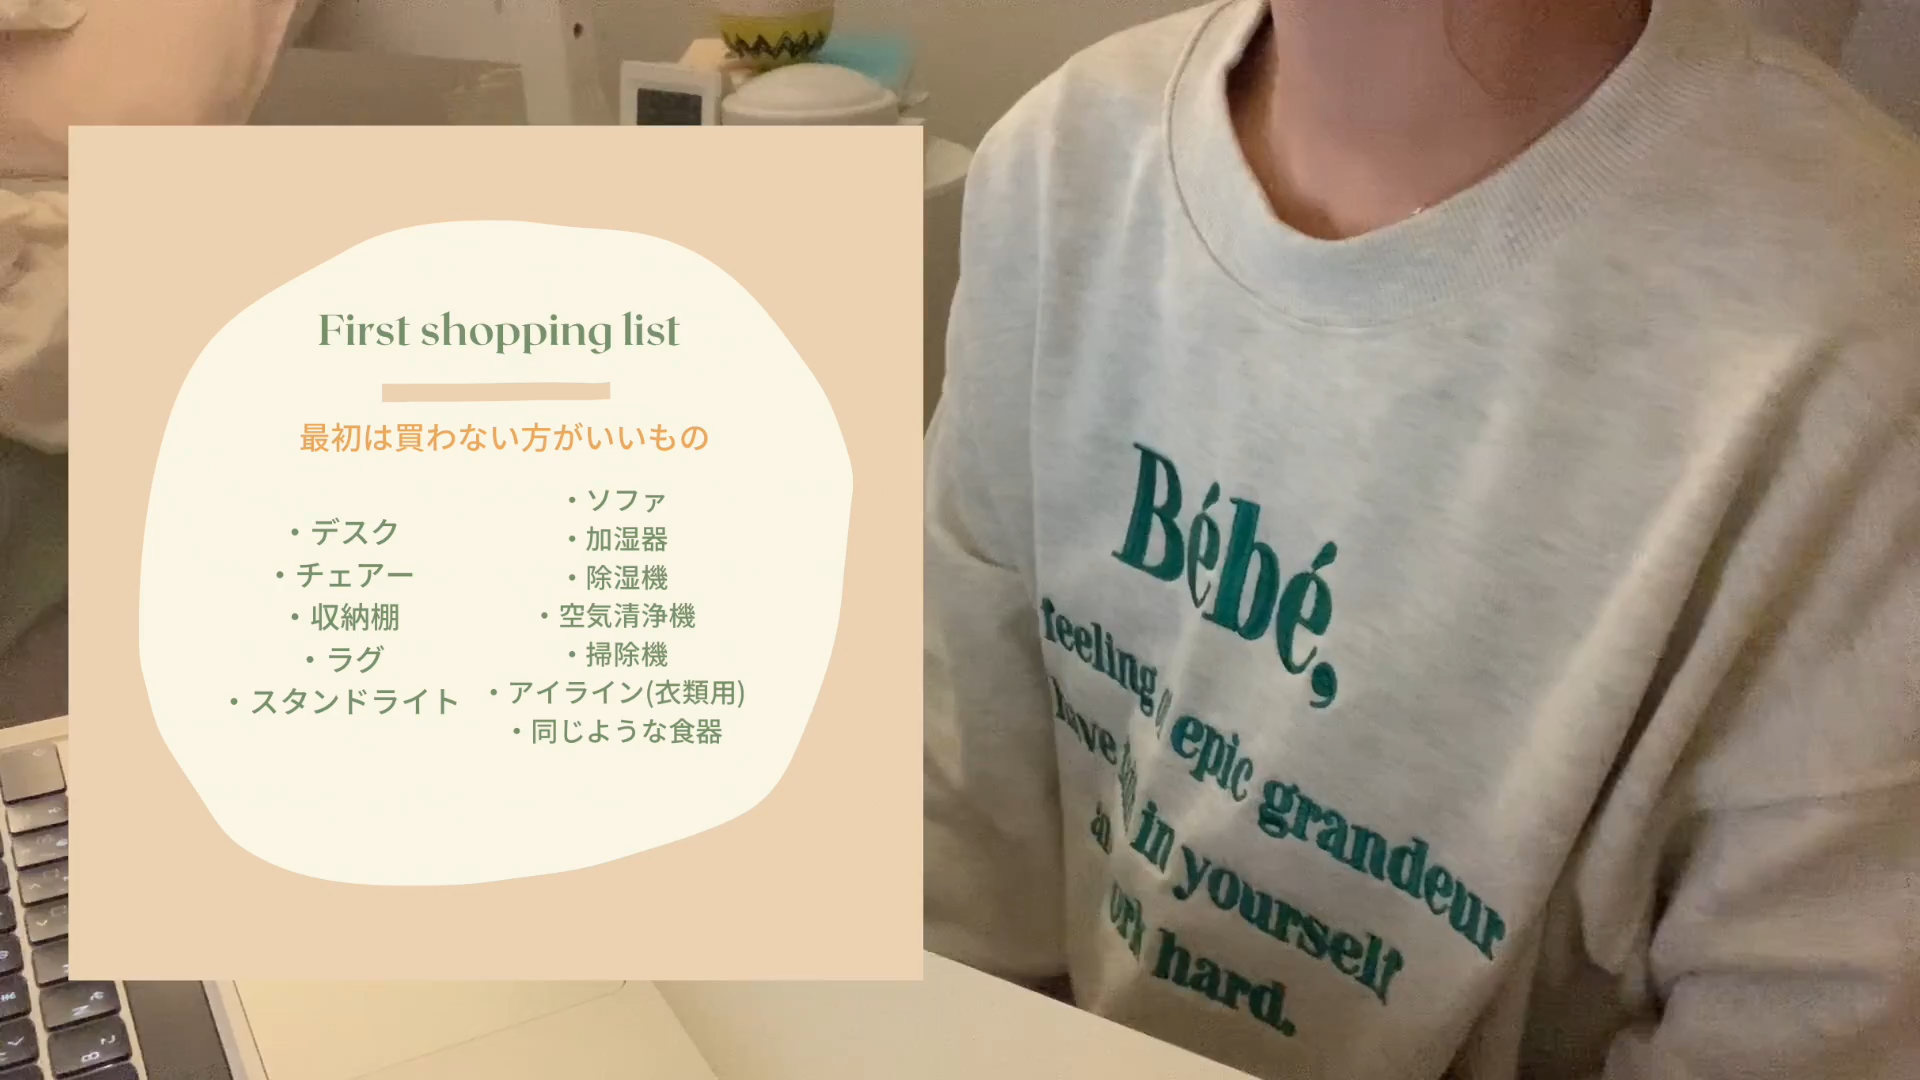 First shopping list
最初は買わない方がいいもの
・デスク
・チェアー
・収納棚
・ラグ
・スタンドライト
・ソファ
・加湿器
・除湿機
・空気清浄機
・掃除機
・アイライン(衣類用)
・同じような食器
Bébé,
feeling epic grandeur
have in yourself
hard.